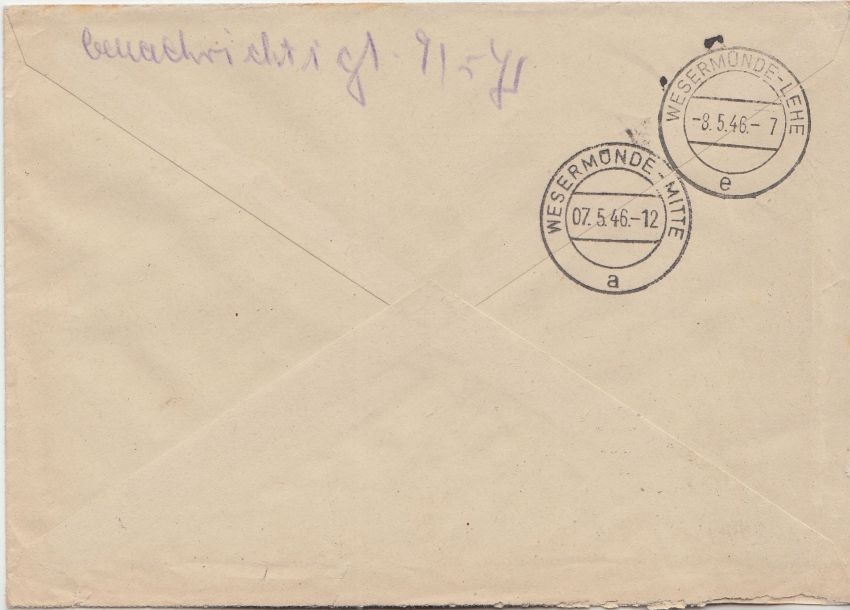 benachrichtigt. 9/5
WESERMÜNDE-LEHE
-8.5.46.-7
e
WESERMÜNDE-MITTE
07.5.46.-12
a